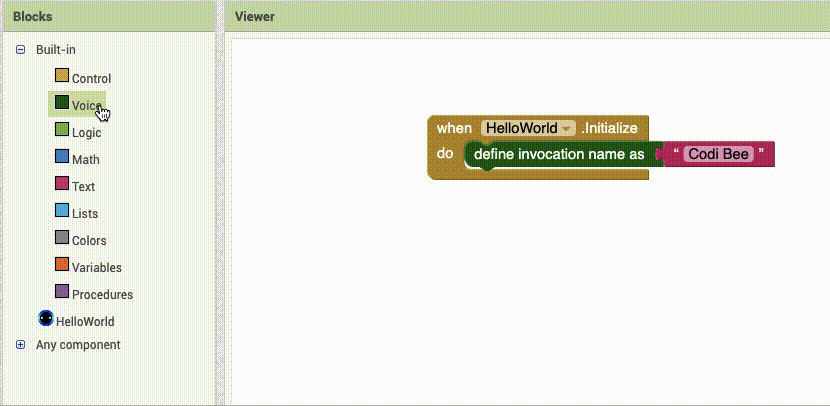 Blocks
Built-in
Control
Voice
Logic
Math
Text
Lists
Colors
Variables
Procedures
HelloWorld
Any component
Viewer
when HelloWorld .Initialize
do define invocation name as “ Codi Bee ”